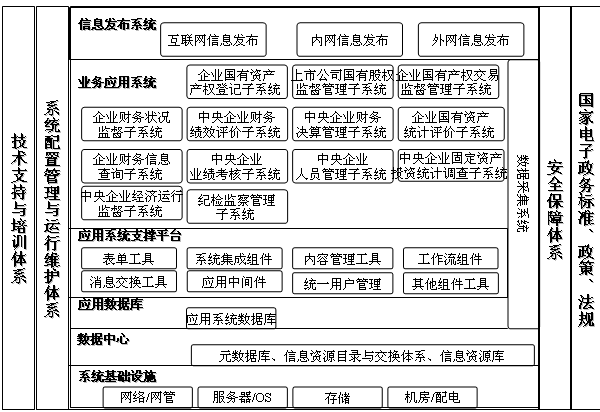 技术支持与培训体系
系统配置管理与运行维护体系
信息发布系统
互联网信息发布
内网信息发布
外网信息发布
业务应用系统
企业国有资产
产权登记子系统
上市公司国有股权
监督管理子系统
企业国有产权交易
监督管理子系统
企业财务状况
监督子系统
中央企业财务
绩效评价子系统
中央企业财务
决算管理子系统
企业国有资产
统计评价子系统
企业财务信息
查询子系统
中央企业
业绩考核子系统
中央企业
人员管理子系统
中央企业固定资产
投资统计调查子系统
中央企业经济运行
监督子系统
纪检监察管理
子系统
应用系统支撑平台
表单工具
系统集成组件
内容管理工具
工作流组件
消息交换工具
应用中间件
统一用户管理
其他组件工具
应用数据库
应用系统数据库
数据采集系统
数据中心
元数据库、信息资源目录与交换体系、信息资源库
系统基础设施
网络/网管
服务器/OS
存储
机房/配电
安全保障体系
国家电子政务标准、政策、法规